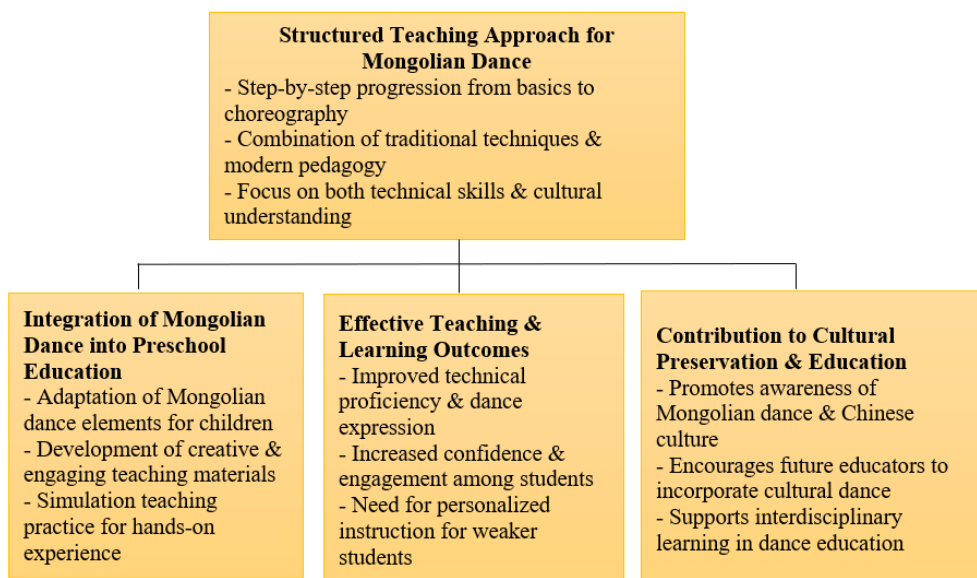 Structured Teaching Approach for
Mongolian Dance
- Step-by-step progression from basics to
choreography
- Combination of traditional techniques &
modern pedagogy
- Focus on both technical skills & cultural
understanding
Integration of Mongolian
Dance into Preschool
Education
- Adaptation of Mongolian
dance elements for children
- Development of creative &
engaging teaching materials
- Simulation teaching
practice for hands-on
experience
Effective Teaching &
Learning Outcomes
- Improved technical
proficiency & dance
expression
- Increased confidence &
engagement among students
- Need for personalized
instruction for weaker
students
Contribution to Cultural
Preservation & Education
- Promotes awareness of
Mongolian dance & Chinese
culture
- Encourages future educators to
incorporate cultural dance
- Supports interdisciplinary
learning in dance education